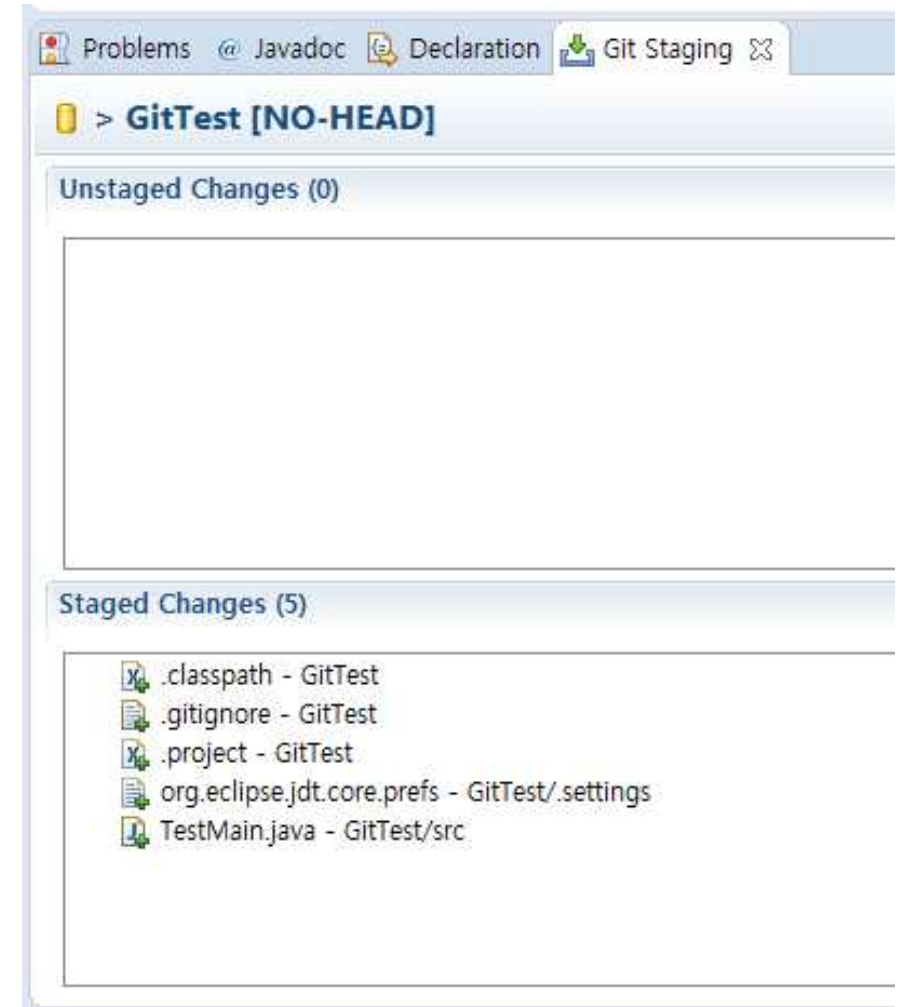 Problems @ Javadoc Declaration Git Staging
> GitTest [NO-HEAD]
Unstaged Changes (0)
Staged Changes (5)
.classpath - GitTest
.gitignore - GitTest
.project - GitTest
org.eclipse.jdt.core.prefs - GitTest/.settings
TestMain.java - GitTest/src